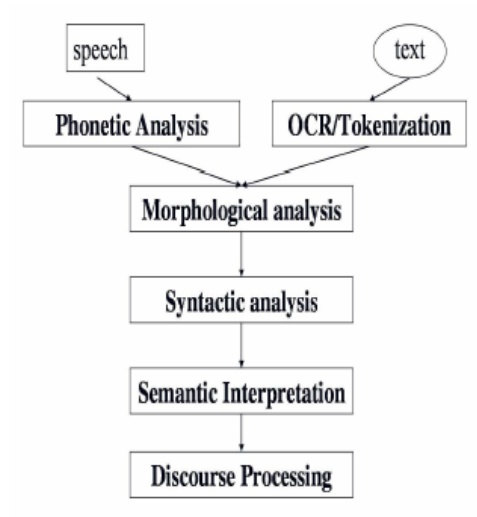 speech
text
Phonetic Analysis
OCR/Tokenization
Morphological analysis
Syntactic analysis
Semantic Interpretation
Discourse Processing